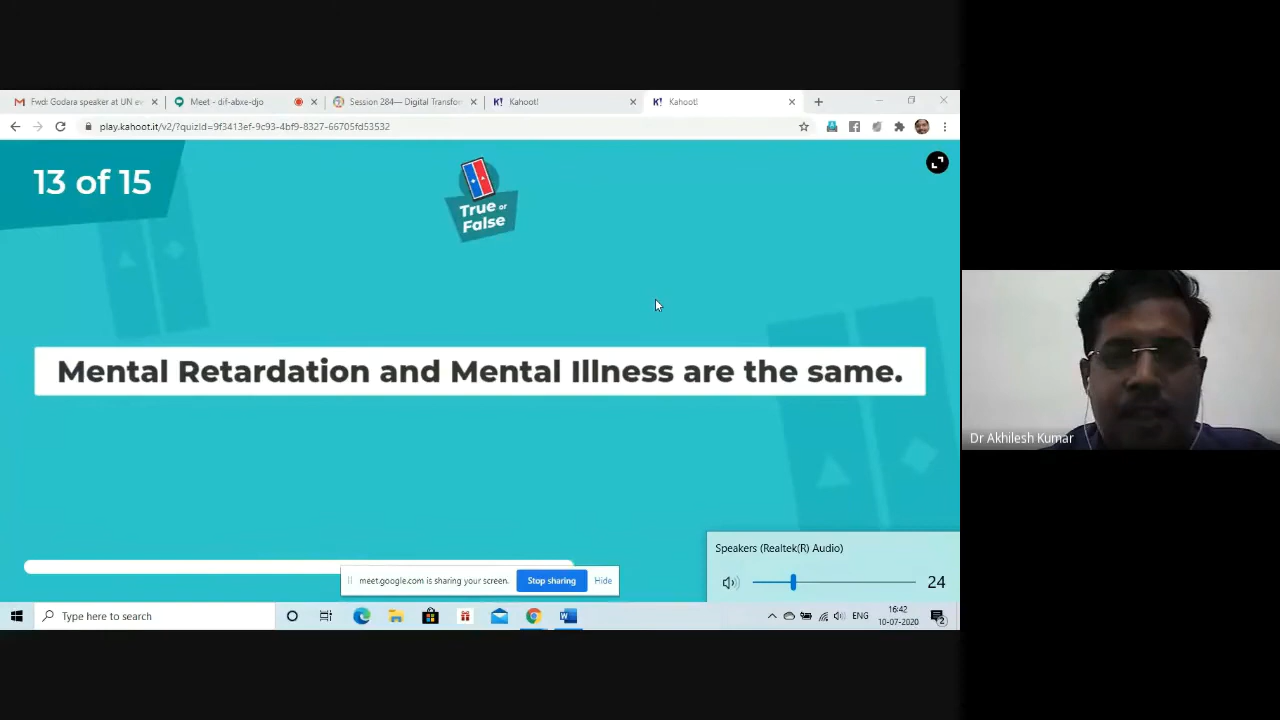 Fwd: Godara speaker at UN ev
Meet - dif-abxe-djo
Session 284— Digital Transfor
K! Kahoot!
K! Kahoot!
play.kahoot.it/v2/?quizId=9f3413ef-9c93-4bf9-8327-66705fd53532
13 of 15
True or
False
Mental Retardation and Mental Illness are the same.
Dr Akhilesh Kumar
Speakers (Realtek(R) Audio)
24
meet.google.com is sharing your screen.
Stop sharing
Hide
Type here to search
ENG
16:42
10-07-2020
2